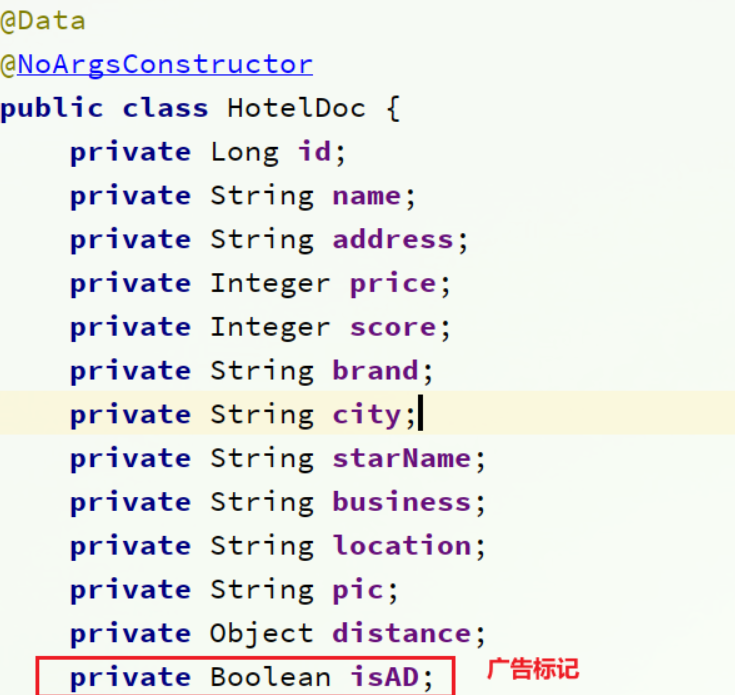 @Data
@NoArgsConstructor
public class HotelDoc {
    private Long id;
    private String name;
    private String address;
    private Integer price;
    private Integer score;
    private String brand;
    private String city;
    private String starName;
    private String business;
    private String location;
    private String pic;
    private Object distance;
    private Boolean isAD; 广告标记